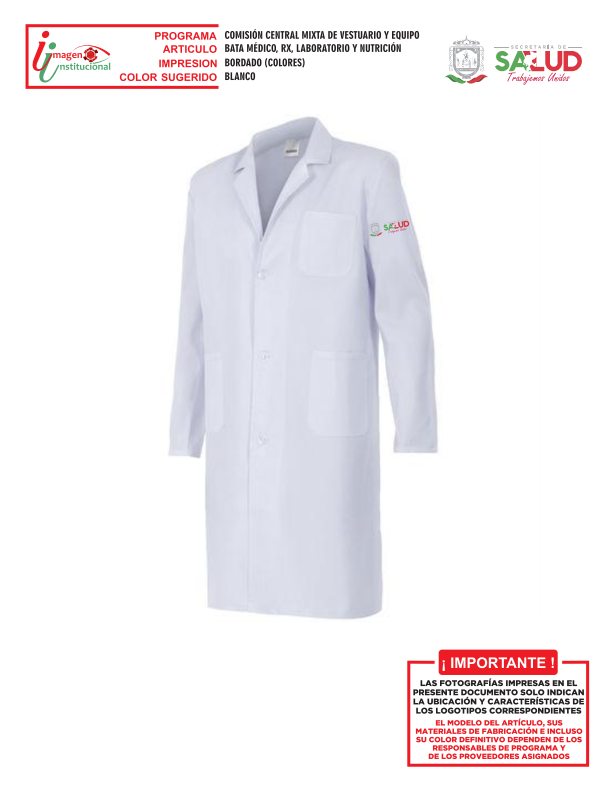 imagen
institucional
PROGRAMA COMISIÓN CENTRAL MIXTA DE VESTUARIO Y EQUIPO
ARTICULO BATA MÉDICO, RX, LABORATORIO Y NUTRICIÓN
IMPRESION BORDADO (COLORES)
COLOR SUGERIDO BLANCO
SECRETARÍA DE
SALUD
Trabajemos Unidos
SALUD
¡ IMPORTANTE !
LAS FOTOGRAFÍAS IMPRESAS EN EL
PRESENTE DOCUMENTO SOLO INDICAN
LA UBICACIÓN Y CARACTERÍSTICAS DE
LOS LOGOTIPOS CORRESPONDIENTES
EL MODELO DEL ARTÍCULO, SUS
MATERIALES DE FABRICACIÓN E INCLUSO
SU COLOR DEFINITIVO DEPENDEN DE LOS
RESPONSABLES DE PROGRAMA Y
DE LOS PROVEEDORES ASIGNADOS